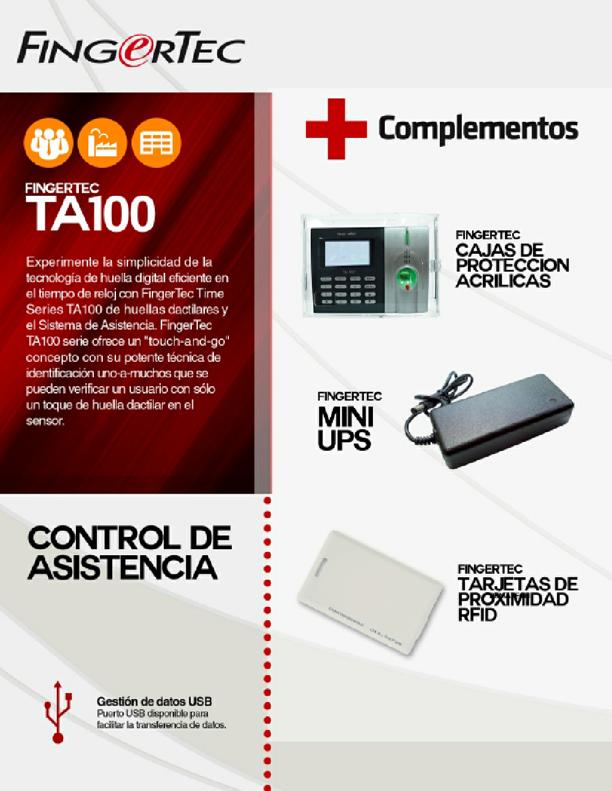 FINGERTEC
FINGERTEC
TA100
Experimente la simplicidad de la
tecnología de huella digital eficiente en
el tiempo de reloj con FingerTec Time
Series TA100 de huellas dactilares y
el Sistema de Asistencia. FingerTec
TA100 serie ofrece un "touch-and-go"
concepto con su potente técnica de
identificación uno-a-muchos que se
pueden verificar un usuario con sólo
un toque de huella dactilar en el
sensor.
CONTROL DE
ASISTENCIA
Gestión de datos USB
Puerto USB disponible para
facilitar la transferencia de datos.
Complementos
FINGERTEC
CAJAS DE
PROTECCION
ACRILICAS
FINGERTEC
MINI
UPS
FINGERTEC
TARJETAS DE
PROXIMIDAD
RFID